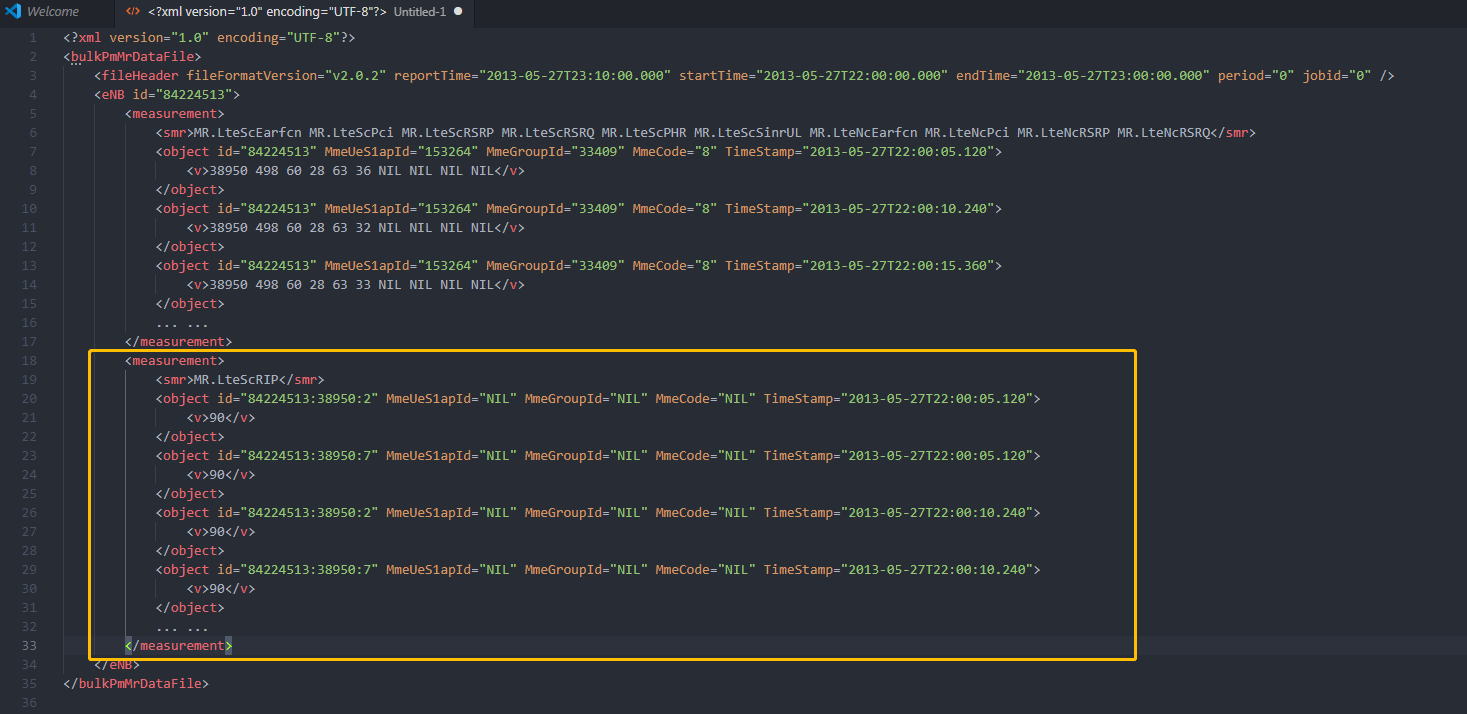 Welcome <?xml version="1.0" encoding="UTF-8"?> Untitled-1
1 <?xml version="1.0" encoding="UTF-8"?>
2 <bulkPmMrDataFile>
3 <fileHeader fileFormatVersion="v2.0.2" reportTime="2013-05-27T23:10:00.000" startTime="2013-05-27T22:00:00.000" endTime="2013-05-27T23:00:00.000" period="0" jobid="0" />
4 <eNB id="84224513">
5 <measurement>
6 <smr>MR.LteScEarfcn MR.LteScPci MR.LteScRSRP MR.LteScRSRQ MR.LteScPHR MR.LteScSinrUL MR.LteNcEarfcn MR.LteNcPci MR.LteNcRSRP MR.LteNcRSRQ</smr>
7 <object id="84224513" MmeUeS1apId="153264" MmeGroupId="33409" MmeCode="8" TimeStamp="2013-05-27T22:00:05.120">
8 <v>38950 498 60 28 63 36 NIL NIL NIL NIL</v>
9 </object>
10 <object id="84224513" MmeUeS1apId="153264" MmeGroupId="33409" MmeCode="8" TimeStamp="2013-05-27T22:00:10.240">
11 <v>38950 498 60 28 63 32 NIL NIL NIL NIL</v>
12 </object>
13 <object id="84224513" MmeUeS1apId="153264" MmeGroupId="33409" MmeCode="8" TimeStamp="2013-05-27T22:00:15.360">
14 <v>38950 498 60 28 63 33 NIL NIL NIL NIL</v>
15 </object>
16 ... ...
17 </measurement>
18 <measurement>
19 <smr>MR.LteScRIP</smr>
20 <object id="84224513:38950:2" MmeUeS1apId="NIL" MmeGroupId="NIL" MmeCode="NIL" TimeStamp="2013-05-27T22:00:05.120">
21 <v>90</v>
22 </object>
23 <object id="84224513:38950:7" MmeUeS1apId="NIL" MmeGroupId="NIL" MmeCode="NIL" TimeStamp="2013-05-27T22:00:05.120">
24 <v>90</v>
25 </object>
26 <object id="84224513:38950:2" MmeUeS1apId="NIL" MmeGroupId="NIL" MmeCode="NIL" TimeStamp="2013-05-27T22:00:10.240">
27 <v>90</v>
28 </object>
29 <object id="84224513:38950:7" MmeUeS1apId="NIL" MmeGroupId="NIL" MmeCode="NIL" TimeStamp="2013-05-27T22:00:10.240">
30 <v>90</v>
31 </object>
32 ... ...
33 </measurement>
34 </eNB>
35 </bulkPmMrDataFile>
36